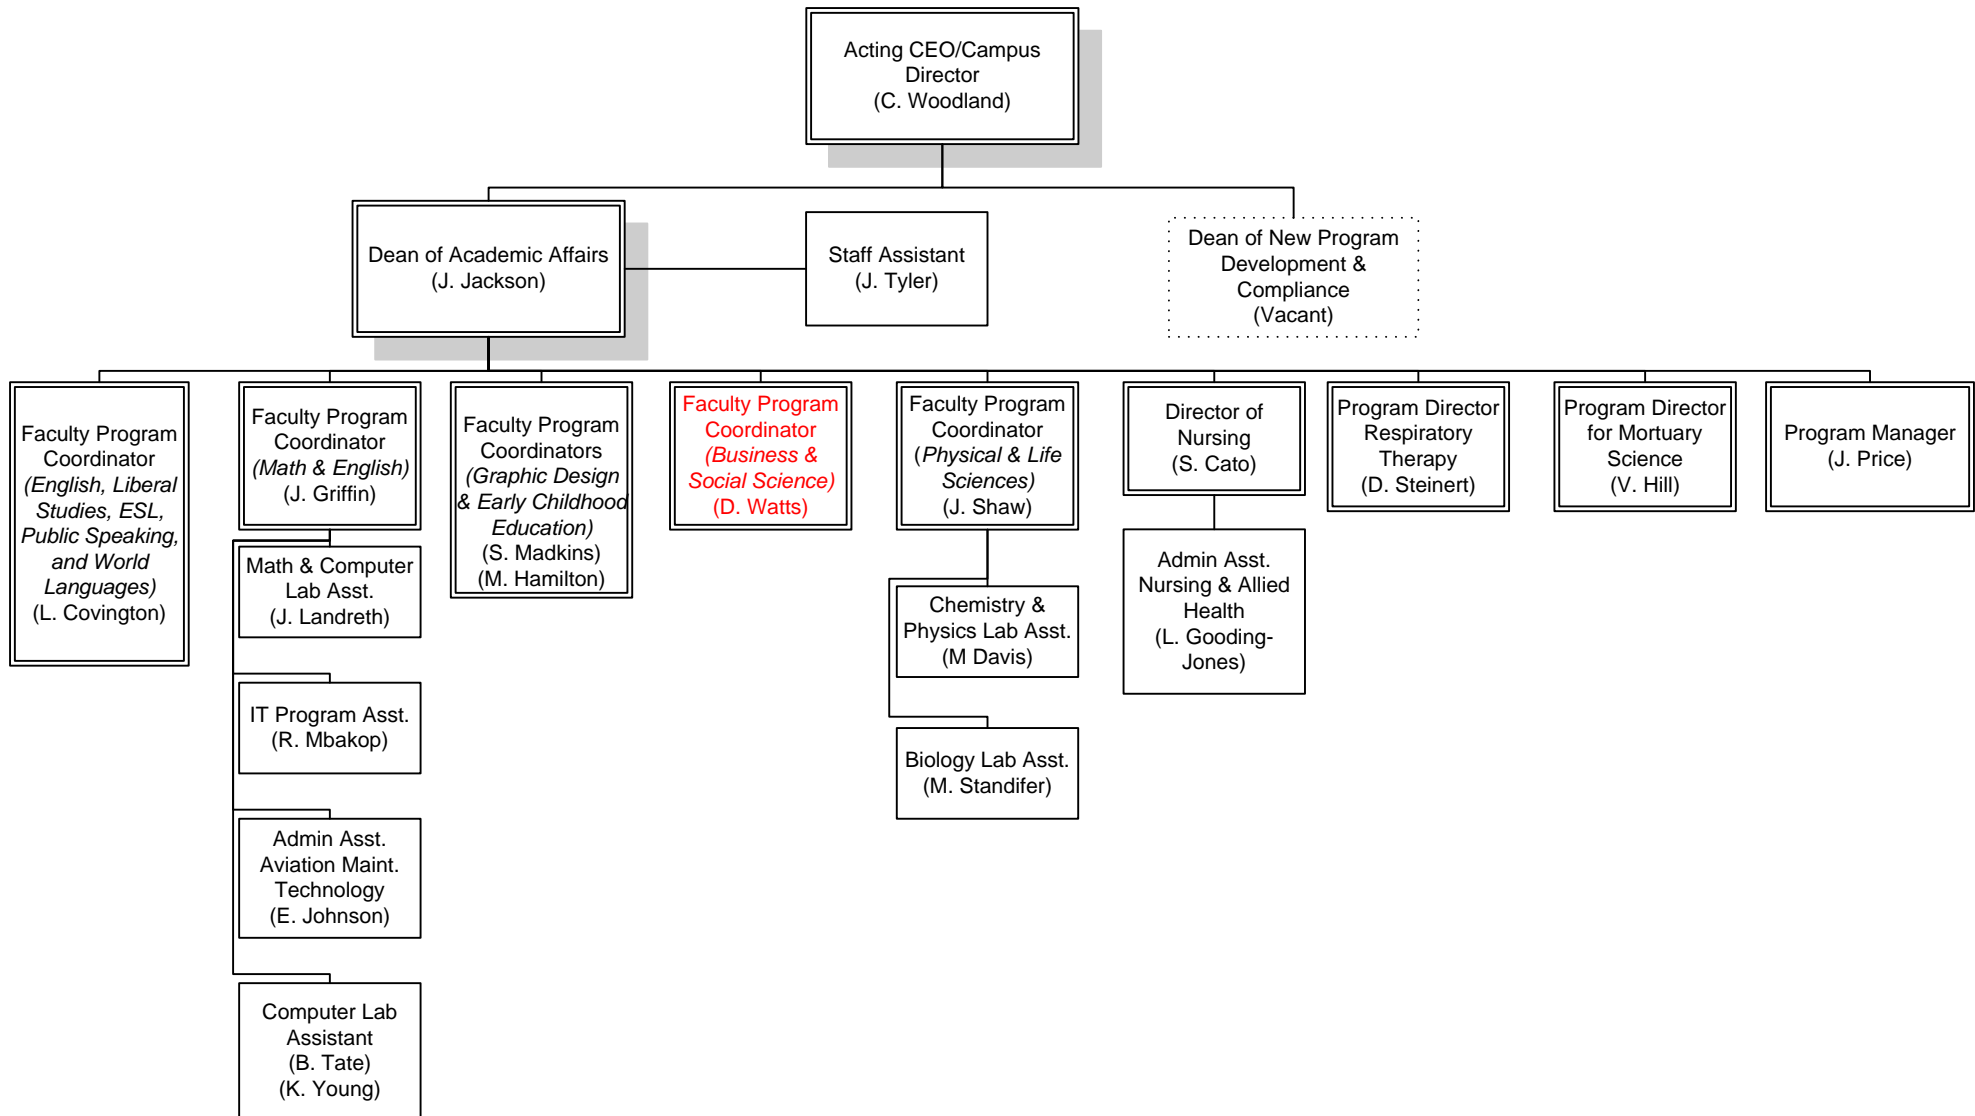 Acting CEO/Campus
Director
(C. Woodland)
Dean of Academic Affairs
(J. Jackson)
Staff Assistant
(J. Tyler)
Dean of New Program
Development &
Compliance
(Vacant)
Faculty Program
Coordinator
(English, Liberal
Studies, ESL,
Public Speaking,
and World
Languages)
(L. Covington)
Faculty Program
Coordinator
(Math & English)
(J. Griffin)
Faculty Program
Coordinators
(Graphic Design
& Early Childhood
Education)
(S. Madkins)
(M. Hamilton)
Faculty Program
Coordinator
(Business &
Social Science)
(D. Watts)
Faculty Program
Coordinator
(Physical & Life
Sciences)
(J. Shaw)
Director of
Nursing
(S. Cato)
Program Director
Respiratory
Therapy
(D. Steinert)
Program Director
for Mortuary
Science
(V. Hill)
Program Manager
(J. Price)
Math & Computer
Lab Asst.
(J. Landreth)
IT Program Asst.
(R. Mbakop)
Admin Asst.
Aviation Maint.
Technology
(E. Johnson)
Computer Lab
Assistant
(B. Tate)
(K. Young)
Chemistry &
Physics Lab Asst.
(M Davis)
Biology Lab Asst.
(M. Standifer)
Admin Asst.
Nursing & Allied
Health
(L. Gooding-
Jones)